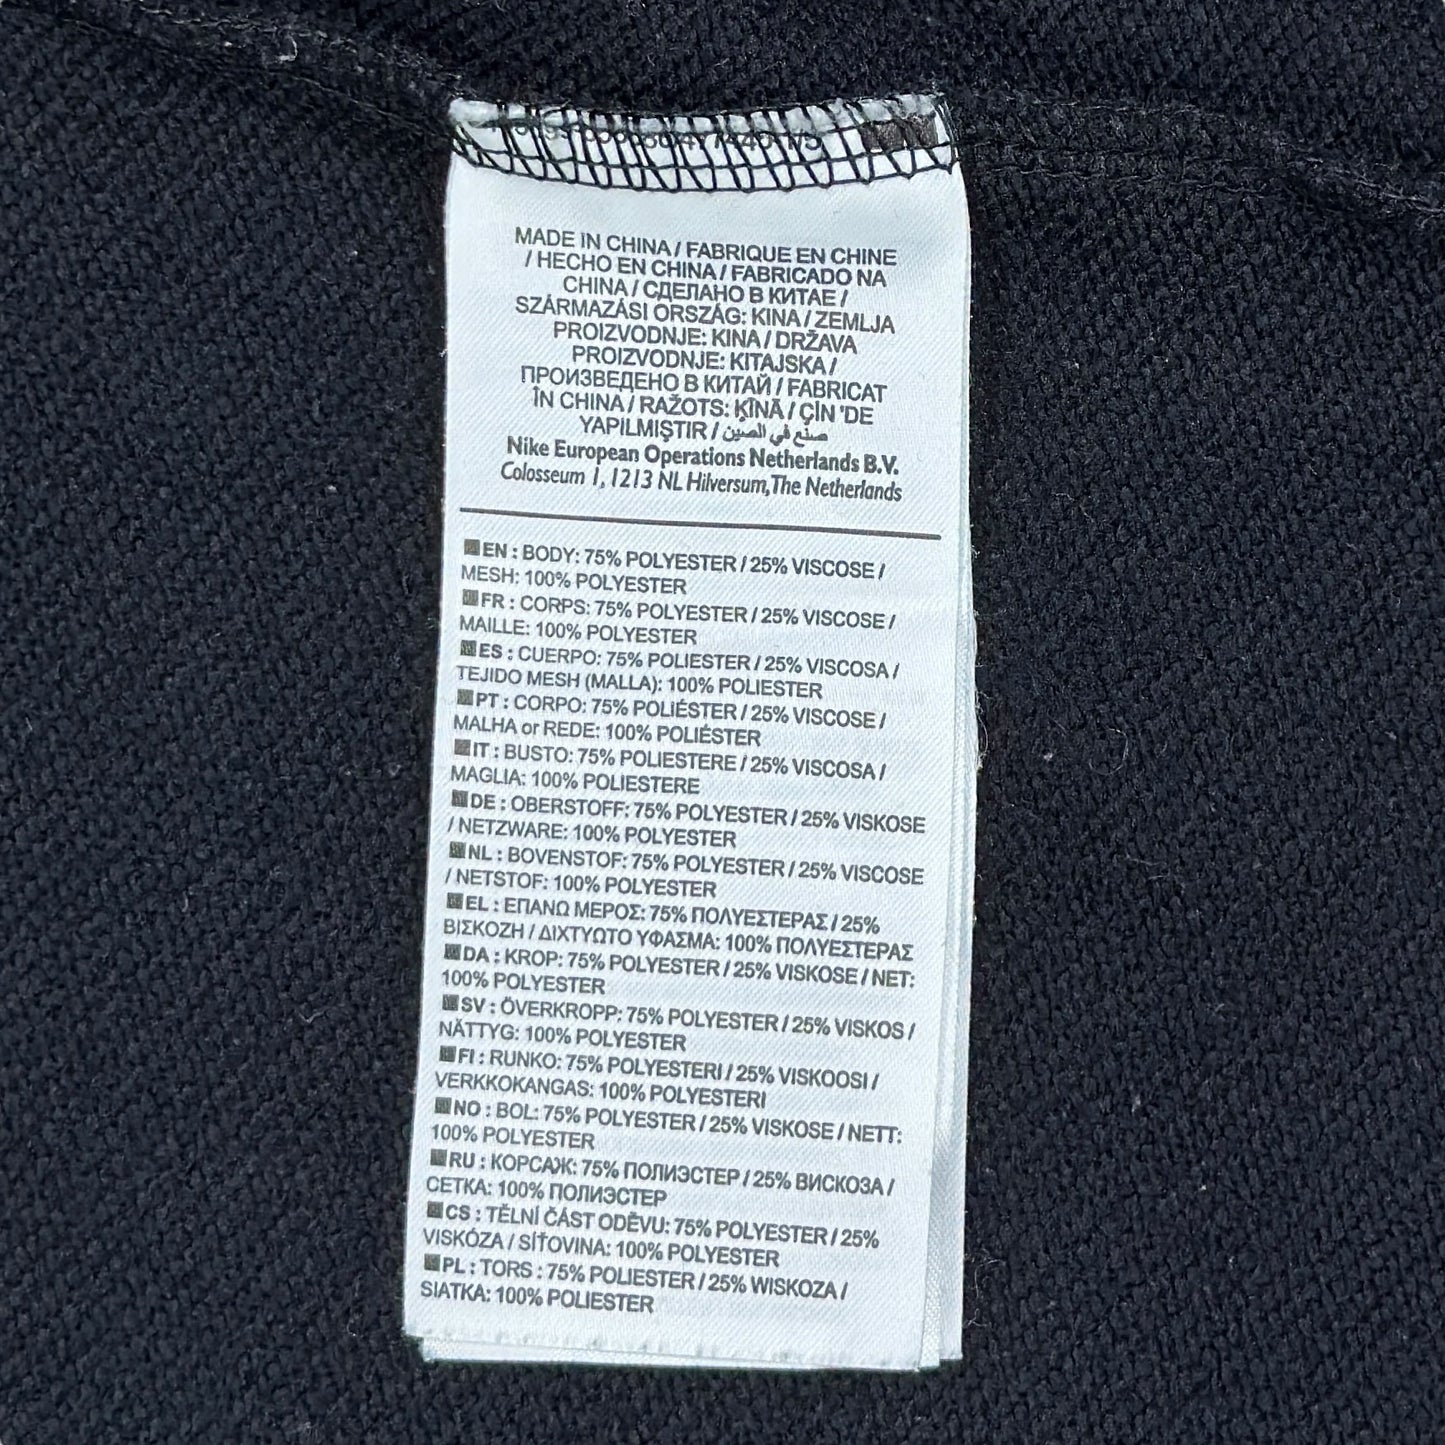 MADE IN CHINA / FABRIQUE EN CHINE
/ HECHO EN CHINA / FABRICADO NA
CHINA / СДЕЛАНО В КИТАЕ /
SZÁRMAZÁSI ORSZÁG: KINA / ZEMLJA
PROIZVODNJE: KINA / DRŽAVA
PROIZVODNJE: KITAJSKA /
ПРОИЗВЕДЕНО В КИТАЙ / FABRICAT
ÎN CHINA / RAŽOTS: ĶĪNĀ / ÇİN 'DE
YAPILMIŞTIR / صنع في الصين
Nike European Operations Netherlands B.V.
Colosseum 1, 1213 NL Hilversum, The Netherlands
EN : BODY: 75% POLYESTER / 25% VISCOSE /
MESH: 100% POLYESTER
FR : CORPS: 75% POLYESTER / 25% VISCOSE /
MAILLE: 100% POLYESTER
ES : CUERPO: 75% POLIESTER / 25% VISCOSA /
TEJIDO MESH (MALLA): 100% POLIESTER
PT : CORPO: 75% POLIÉSTER / 25% VISCOSE /
MALHA or REDE: 100% POLIÉSTER
IT : BUSTO: 75% POLIESTERE / 25% VISCOSA /
MAGLIA: 100% POLIESTERE
DE : OBERSTOFF: 75% POLYESTER / 25% VISKOSE
/ NETZWARE: 100% POLYESTER
NL : BOVENSTOF: 75% POLYESTER / 25% VISCOSE
/ NETSTOF: 100% POLYESTER
EL : ΕΠΑΝΩ ΜΕΡΟΣ: 75% ΠΟΛΥΕΣΤΕΡΑΣ / 25%
ΒΙΣΚΟΖΗ / ΔΙΧΤΥΩΤΟ ΥΦΑΣΜΑ: 100% ΠΟΛΥΕΣΤΕΡΑΣ
DA : KROP: 75% POLYESTER / 25% VISKOSE / NET:
100% POLYESTER
SV : ÖVERKROPP: 75% POLYESTER / 25% VISKOS /
NÄTTYG: 100% POLYESTER
FI : RUNKO: 75% POLYESTERI / 25% VISKOOSI /
VERKKOKANGAS: 100% POLYESTERI
NO : BOL: 75% POLYESTER / 25% VISKOSE / NETT:
100% POLYESTER
RU : КОРСАЖ: 75% ПОЛИЭСТЕР / 25% ВИСКОЗА /
СЕТКА: 100% ПОЛИЭСТЕР
CS : TĚLNÍ ČÁST ODĚVU: 75% POLYESTER / 25%
VISKÓZA / SÍŤOVINA: 100% POLYESTER
PL : TORS : 75% POLIESTER / 25% WISKOZA /
SIATKA: 100% POLIESTER